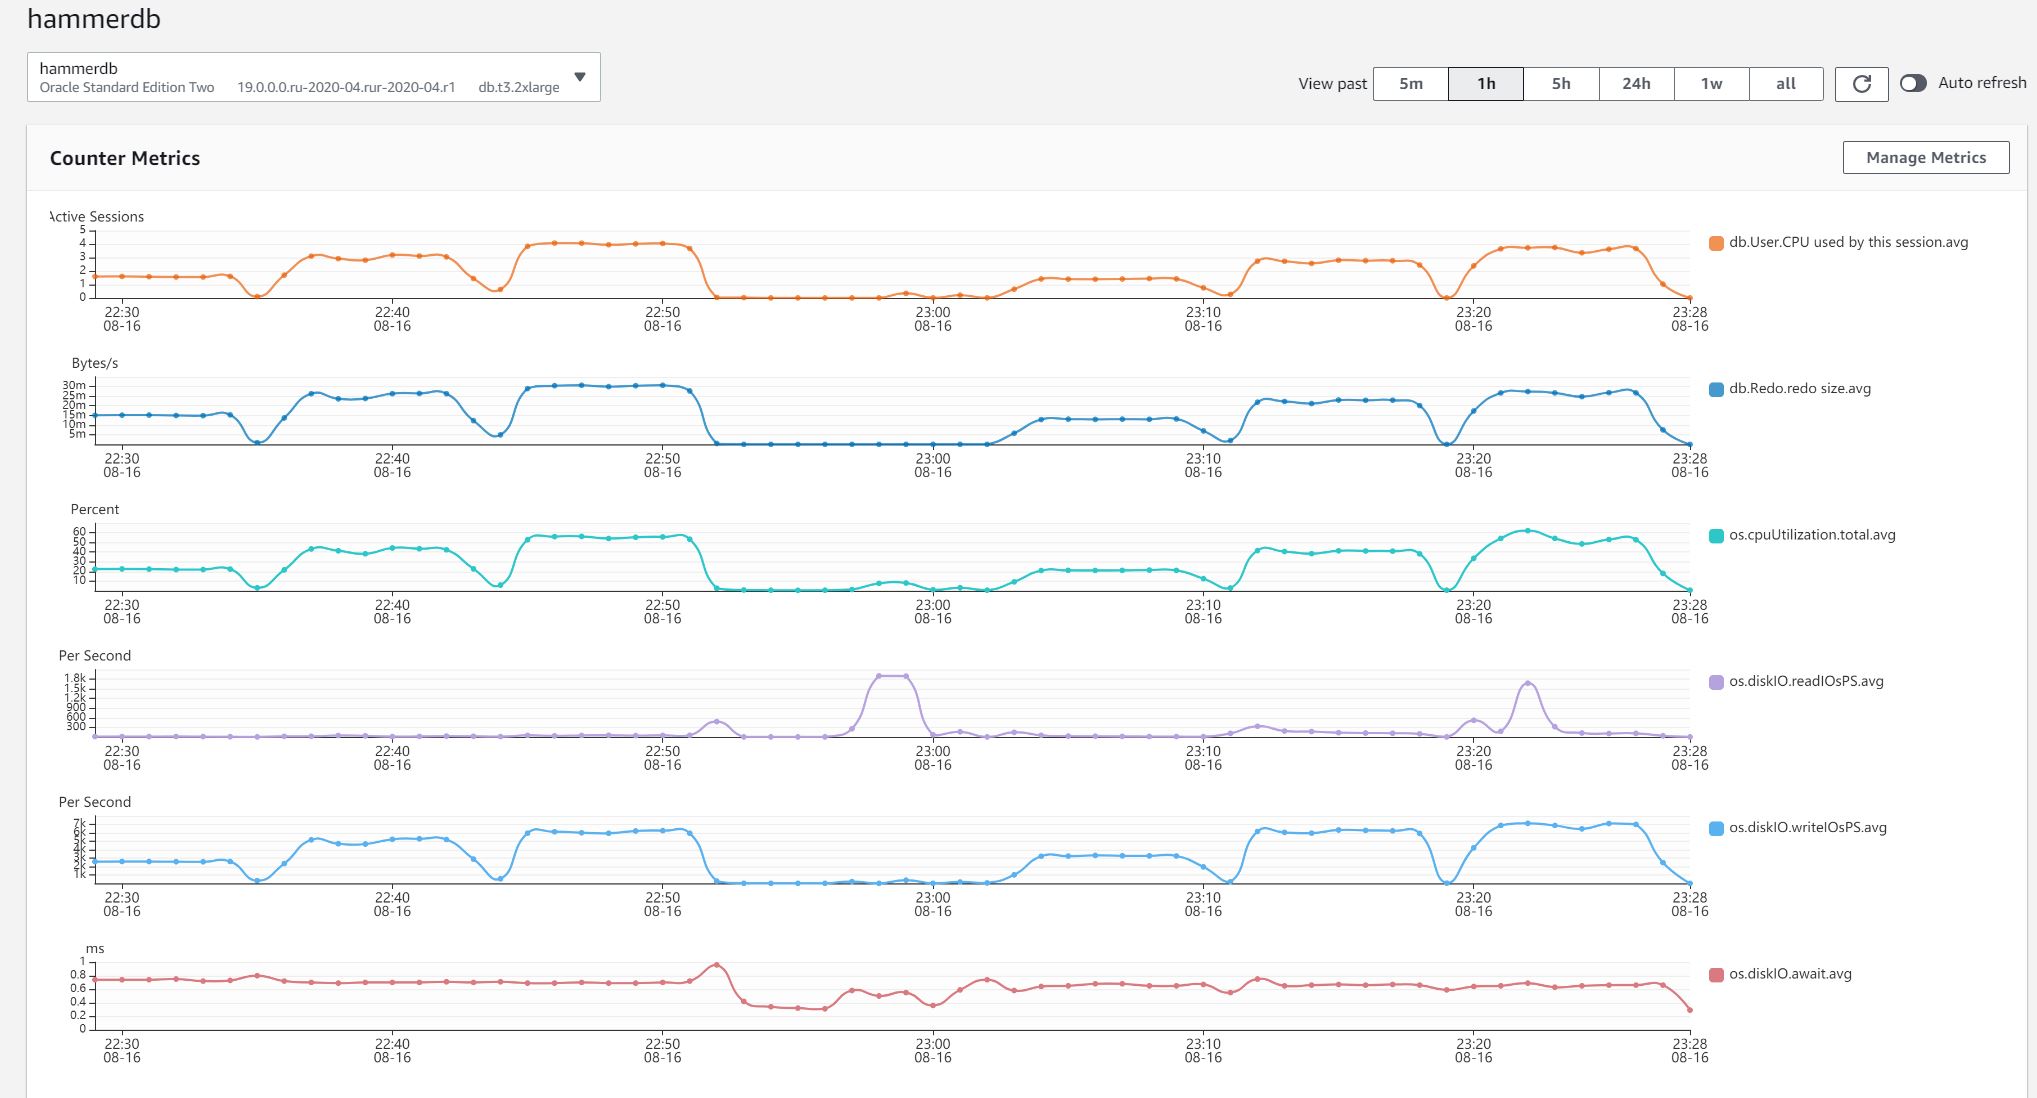 hammerdb
hammerdb
Oracle Standard Edition Two 19.0.0.0.ru-2020-04.rur-2020-04.r1 db.t3.2xlarge
View past 5m 1h 5h 24h 1w all Auto refresh
Counter Metrics Manage Metrics
Active Sessions
5
4
3
2
1
0
db.User.CPU used by this session.avg
22:30 22:40 22:50 23:00 23:10 23:20 23:28
08-16 08-16 08-16 08-16 08-16 08-16 08-16
Bytes/s
30m
25m
20m
15m
10m
5m
db.Redo.redo size.avg
22:30 22:40 22:50 23:00 23:10 23:20 23:28
08-16 08-16 08-16 08-16 08-16 08-16 08-16
Percent
60
50
40
30
20
10
os.cpuUtilization.total.avg
22:30 22:40 22:50 23:00 23:10 23:20 23:28
08-16 08-16 08-16 08-16 08-16 08-16 08-16
Per Second
1.8k
1.5k
1.2k
900
600
300
os.diskIO.readIOsPS.avg
22:30 22:40 22:50 23:00 23:10 23:20 23:28
08-16 08-16 08-16 08-16 08-16 08-16 08-16
Per Second
7k
6k
5k
4k
3k
2k
1k
os.diskIO.writeIOsPS.avg
22:30 22:40 22:50 23:00 23:10 23:20 23:28
08-16 08-16 08-16 08-16 08-16 08-16 08-16
ms
1
0.8
0.6
0.4
0.2
0
os.diskIO.await.avg
22:30 22:40 22:50 23:00 23:10 23:20 23:28
08-16 08-16 08-16 08-16 08-16 08-16 08-16